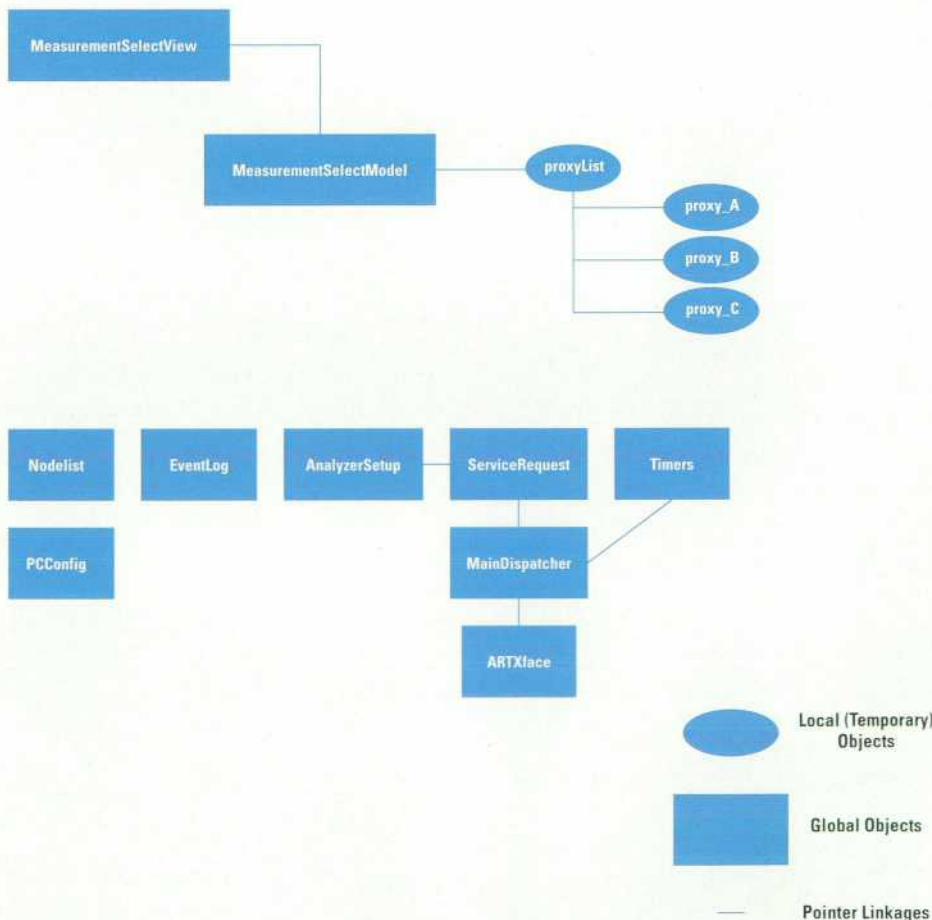 MeasurementSelectView
MeasurementSelectModel
proxyList
proxy_A
proxy_B
proxy_C
Nodelist
EventLog
AnalyzerSetup
ServiceRequest
Timers
PCConfig
MainDispatcher
ARTXface
Local (Temporary)
Objects
Global Objects
Pointer Linkages